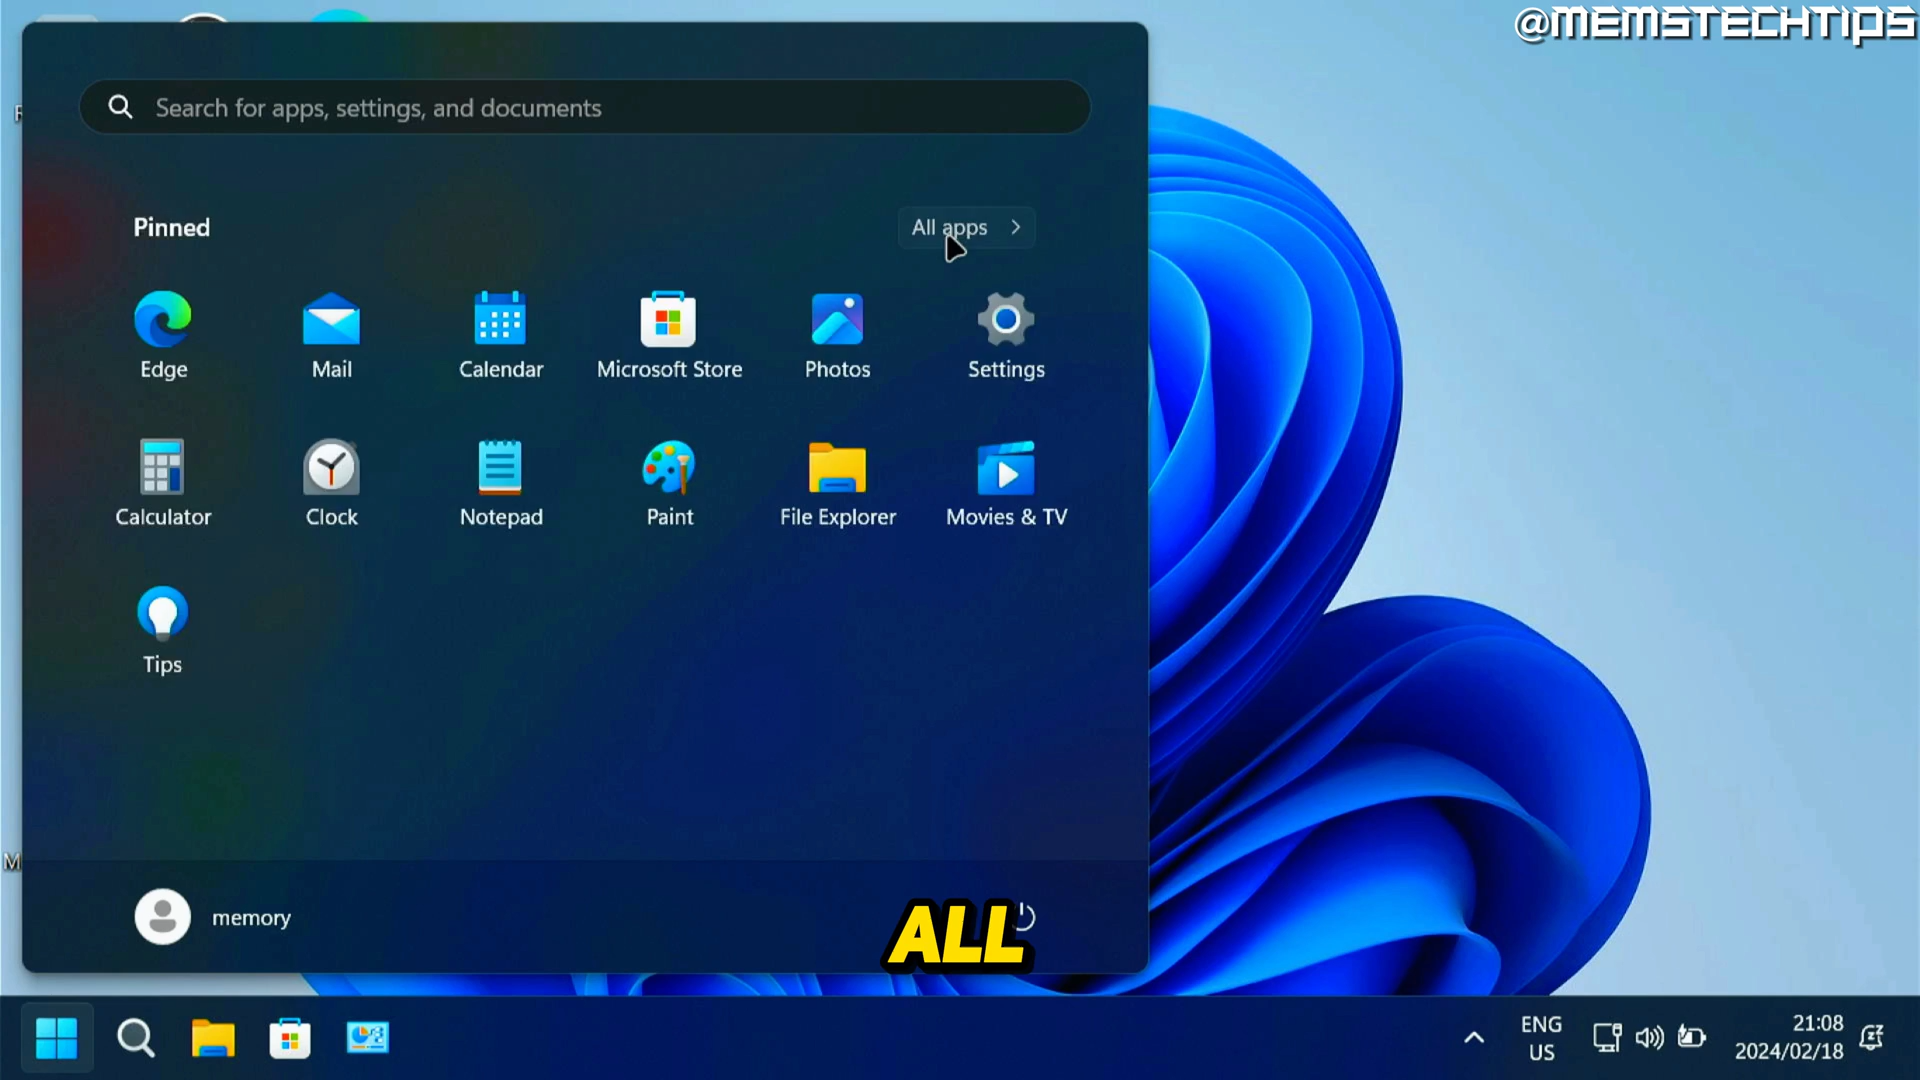 @MEMSTECHTIPS
Search for apps, settings, and documents
Pinned
All apps
Edge
Mail
Calendar
Microsoft Store
Photos
Settings
Calculator
Clock
Notepad
Paint
File Explorer
Movies & TV
Tips
memory
ALL
ENG
US
21:08
2024/02/18